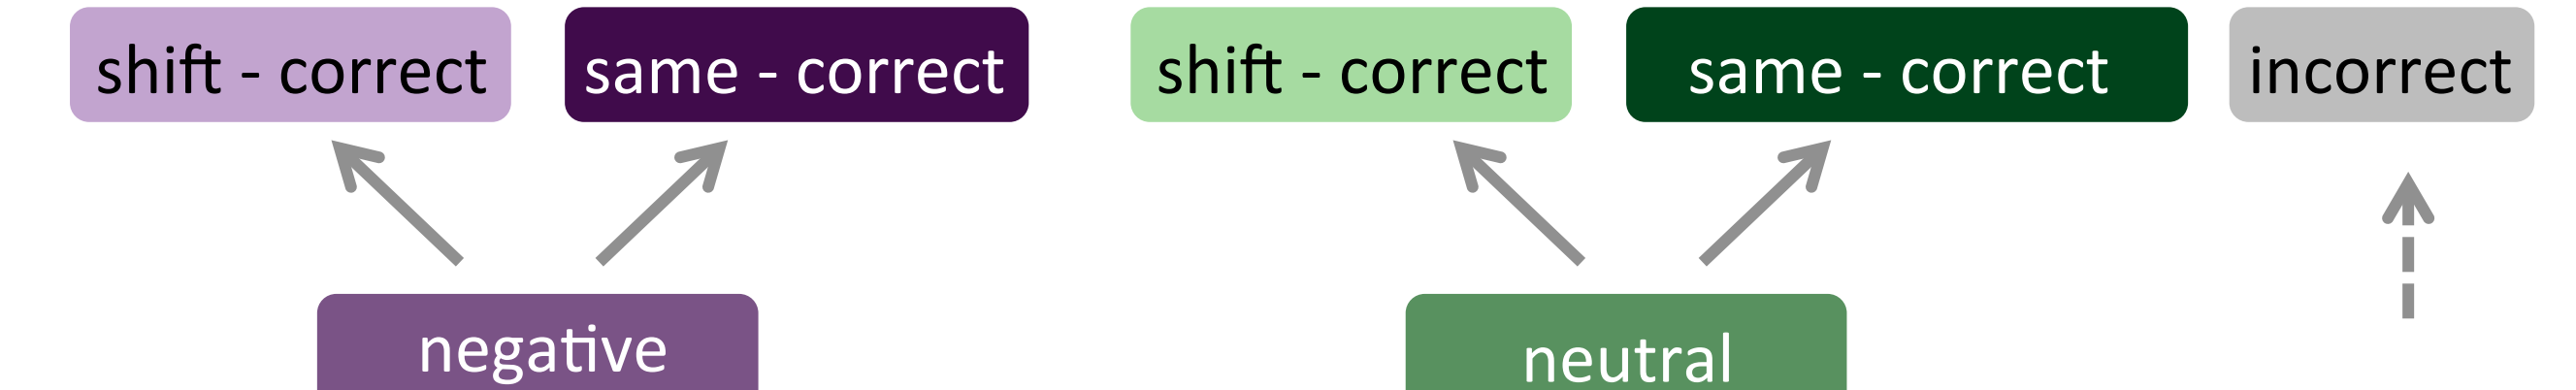 shift - correct
same - correct
shift - correct
same - correct
incorrect
negative
neutral